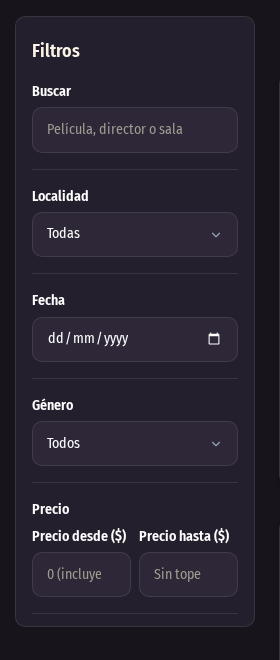 Filtros
Buscar
Película, director o sala
Localidad
Todas
Fecha
dd/mm/yyyy
Género
Todos
Precio
Precio desde ($) Precio hasta ($)
0 (incluye Sin tope